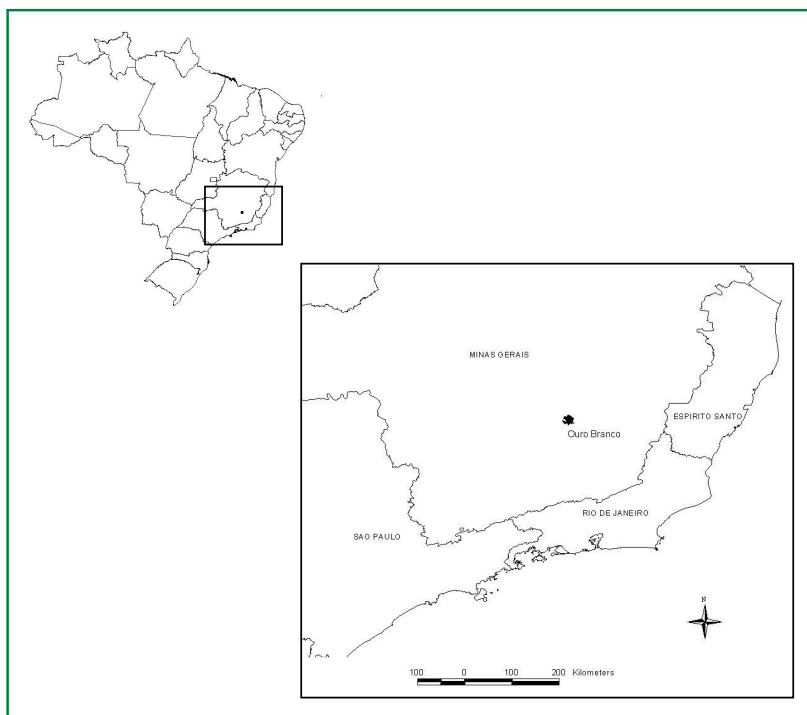 MINAS GERAIS
ESPIRITO SANTO
Ouro Branco
RIO DE JANEIRO
SAO PAULO
N
100 0 100 200 Kilometers